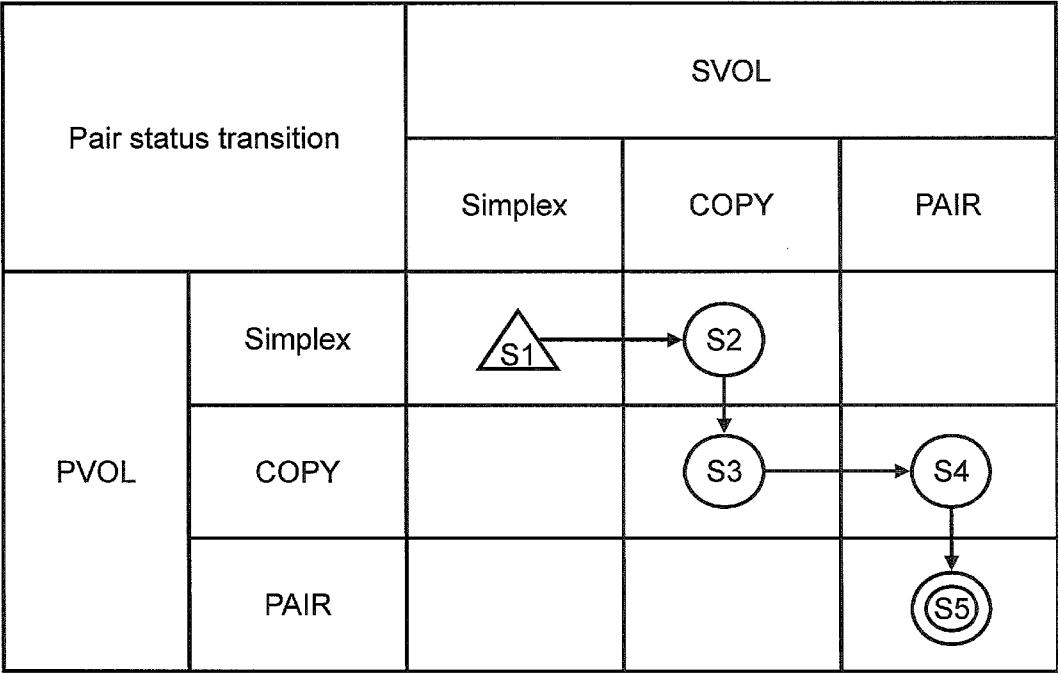 SVOL
Pair status transition
Simplex COPY PAIR
Simplex S1 S2
PVOL COPY S3 S4
PAIR S5